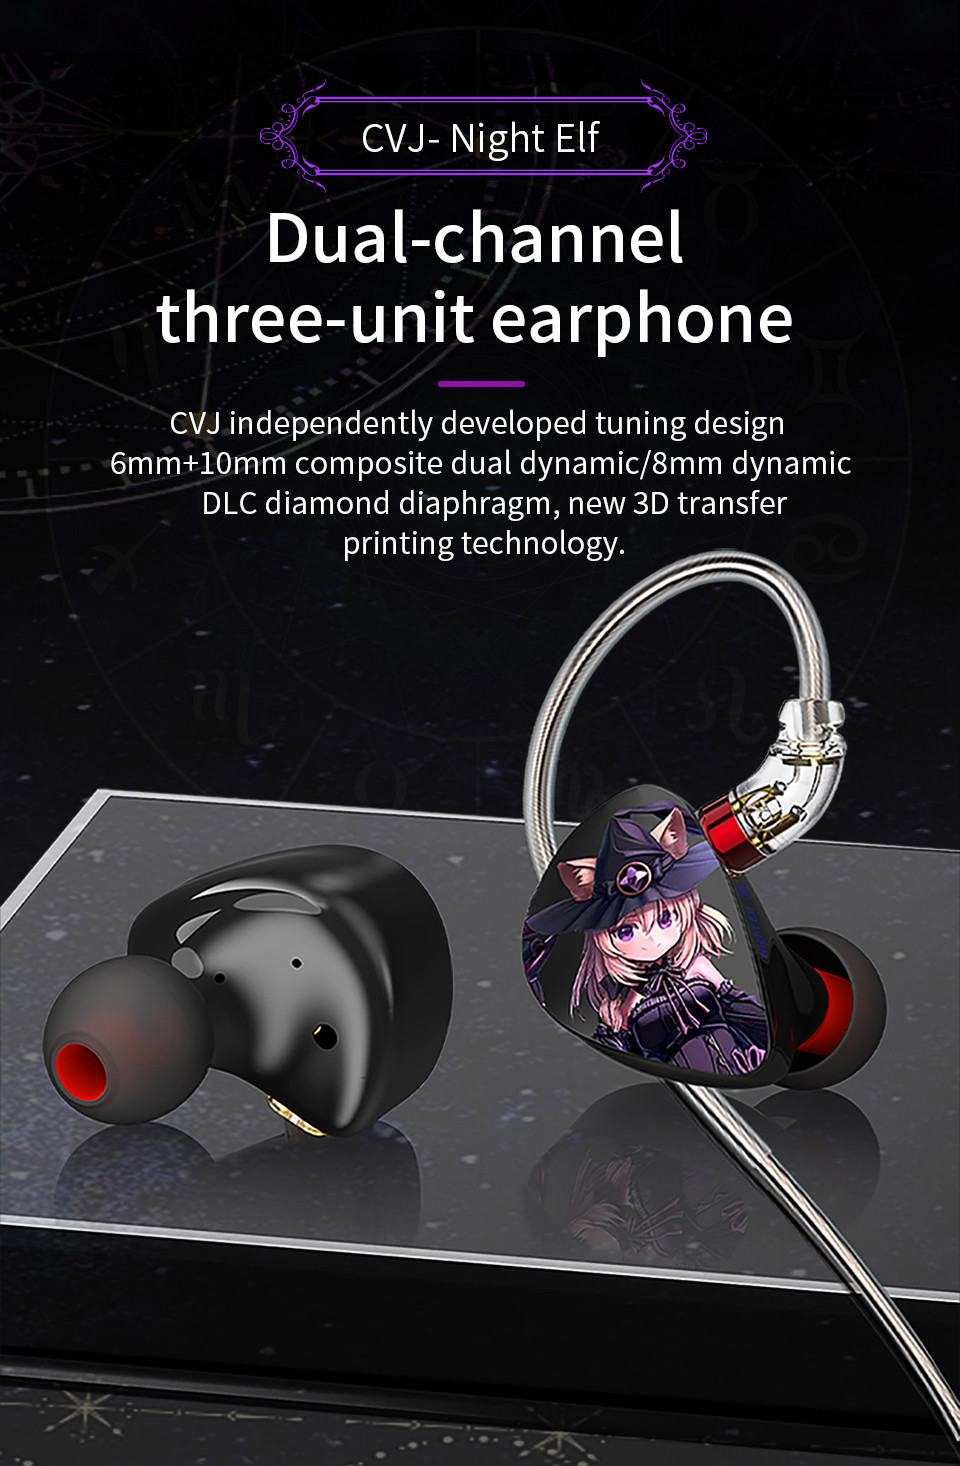 CVJ- Night Elf
Dual-channel
three-unit earphone
CVJ independently developed tuning design
6mm+10mm composite dual dynamic/8mm dynamic
DLC diamond diaphragm, new 3D transfer
printing technology.